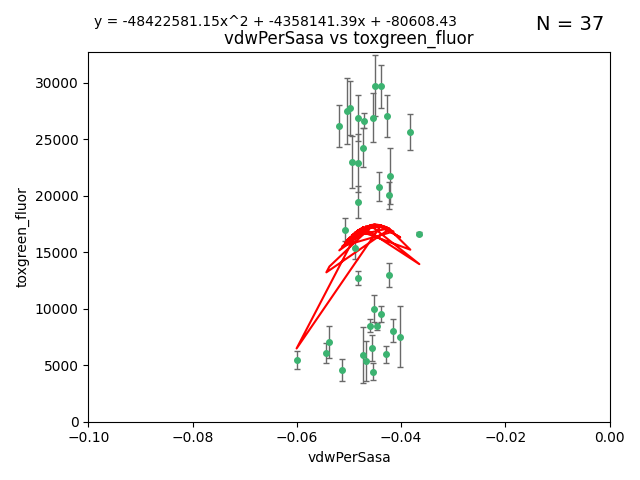 y = -48422581.15x^2 + -4358141.39x + -80608.43
N = 37
vdwPerSasa vs toxgreen_fluor
30000
25000
20000
15000
10000
5000
0
toxgreen_fluor
−0.10 −0.08 −0.06 −0.04 −0.02 0.00
vdwPerSasa